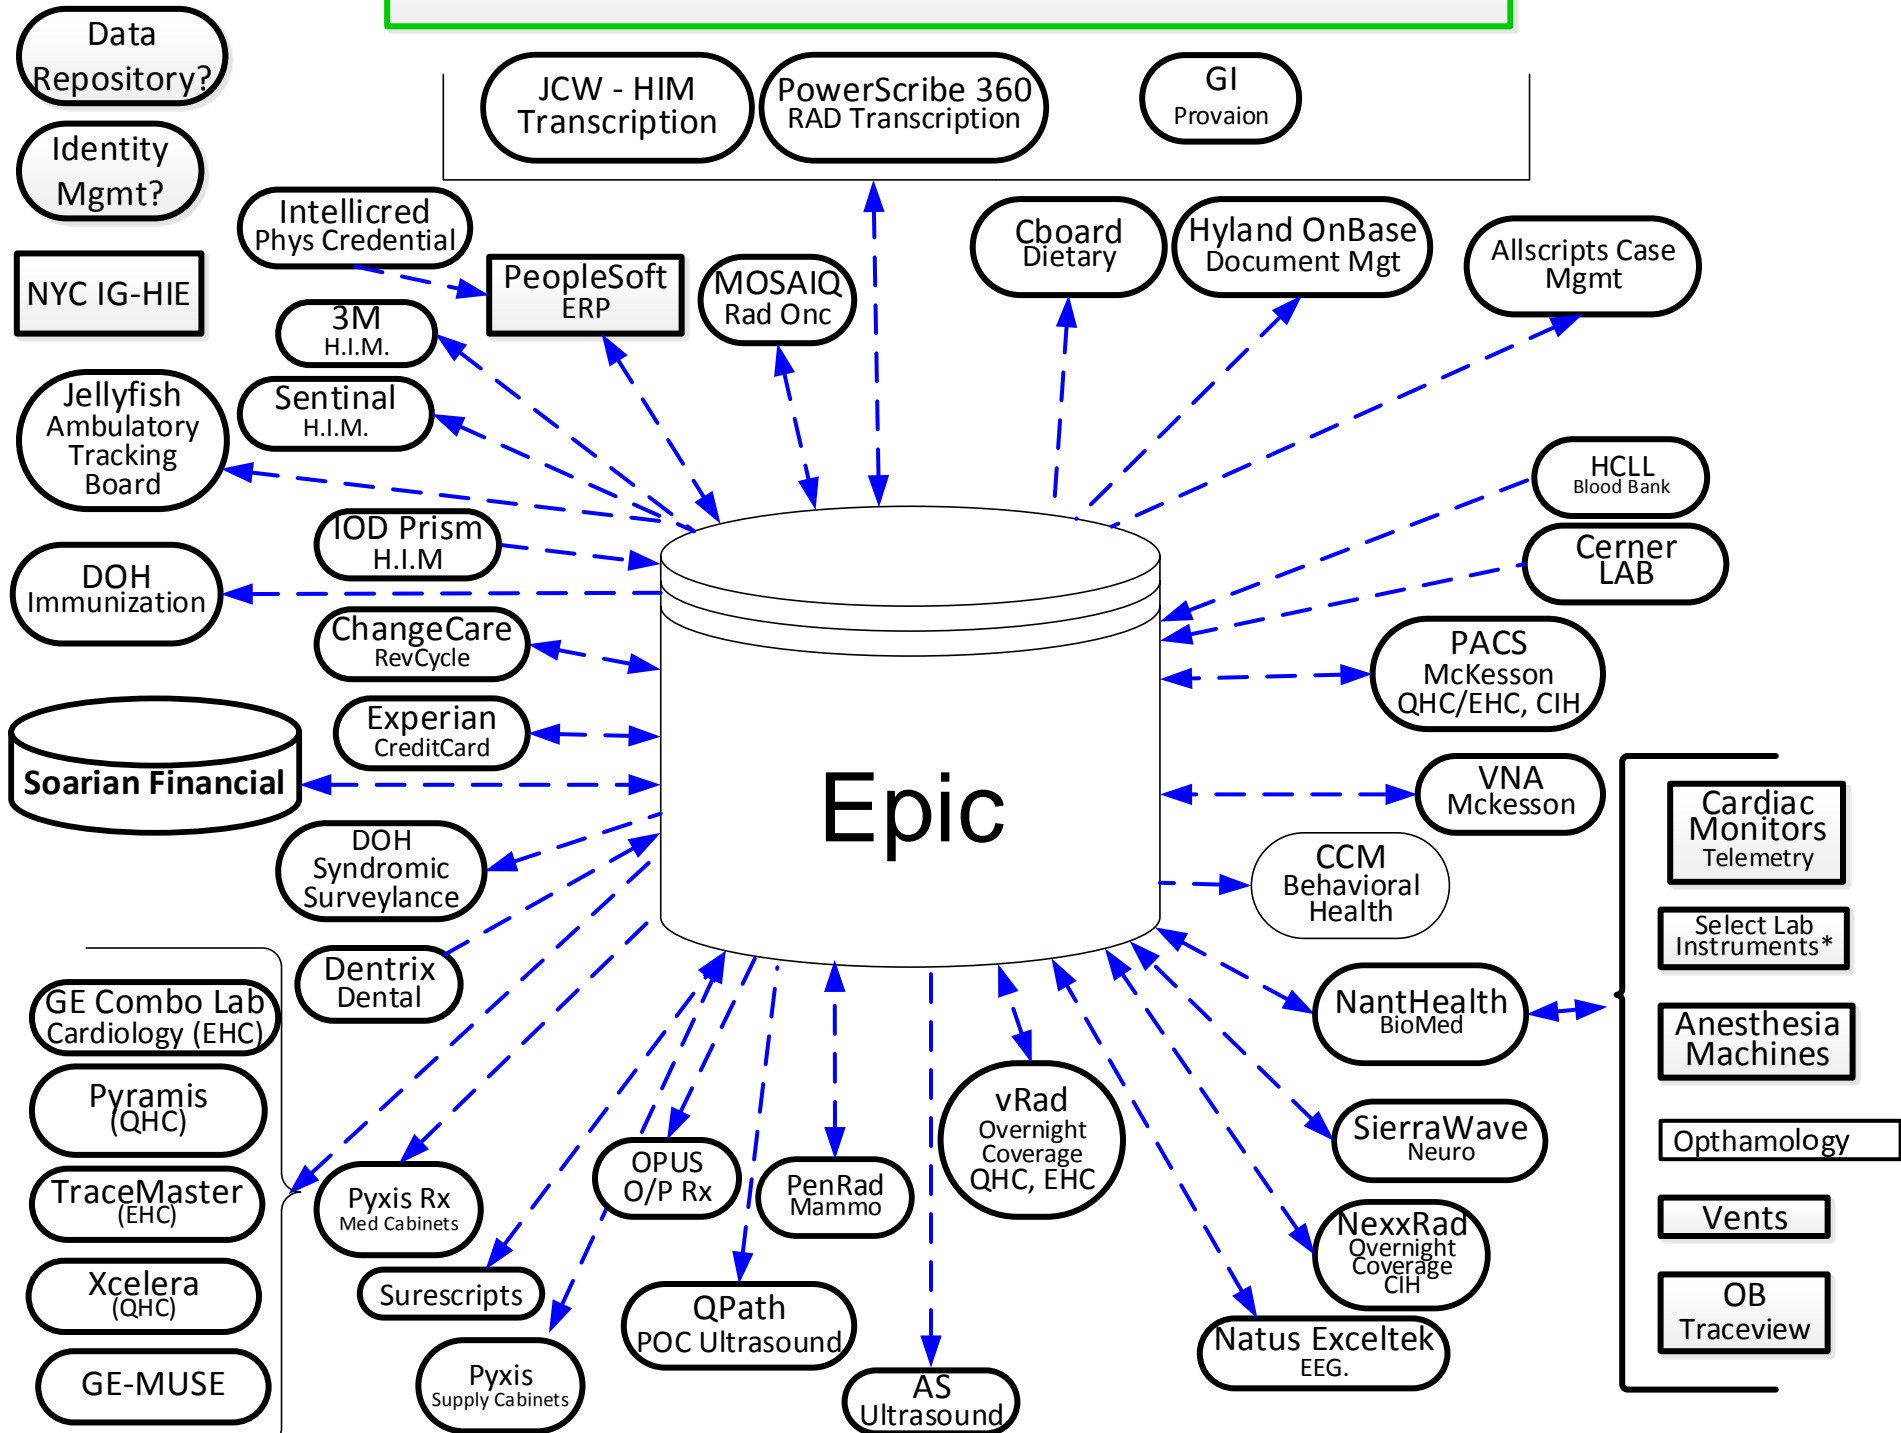 Data
Repository?
Identity
Mgmt?
NYC IG-HIE
JCW - HIM
Transcription
PowerScribe 360
RAD Transcription
GI
Provaion
Intellicred
Phys Credential
PeopleSoft
ERP
MOSAIQ
Rad Onc
Cboard
Dietary
Hyland OnBase
Document Mgt
Allscripts Case
Mgmt
3M
H.I.M.
Sentinal
H.I.M.
Jellyfish
Ambulatory
Tracking
Board
IOD Prism
H.I.M
DOH
Immunization
ChangeCare
RevCycle
Experian
CreditCard
Soarian Financial
DOH
Syndromic
Surveylance
Dentrix
Dental
Epic
HCLL
Blood Bank
Cerner
LAB
PACS
McKesson
QHC/EHC, CIH
VNA
Mckesson
CCM
Behavioral
Health
NantHealth
BioMed
SierraWave
Neuro
NexxRad
Overnight
Coverage
CIH
Natus Exceltek
EEG.
vRad
Overnight
Coverage
QHC, EHC
AS
Ultrasound
PenRad
Mammo
QPath
POC Ultrasound
OPUS
O/P Rx
Pyxis
Supply Cabinets
Surescripts
Pyxis Rx
Med Cabinets
GE Combo Lab
Cardiology (EHC)
Pyramis
(QHC)
TraceMaster
(EHC)
Xcelera
(QHC)
GE-MUSE
Cardiac
Monitors
Telemetry
Select Lab
Instruments*
Anesthesia
Machines
Opthamology
Vents
OB
Traceview